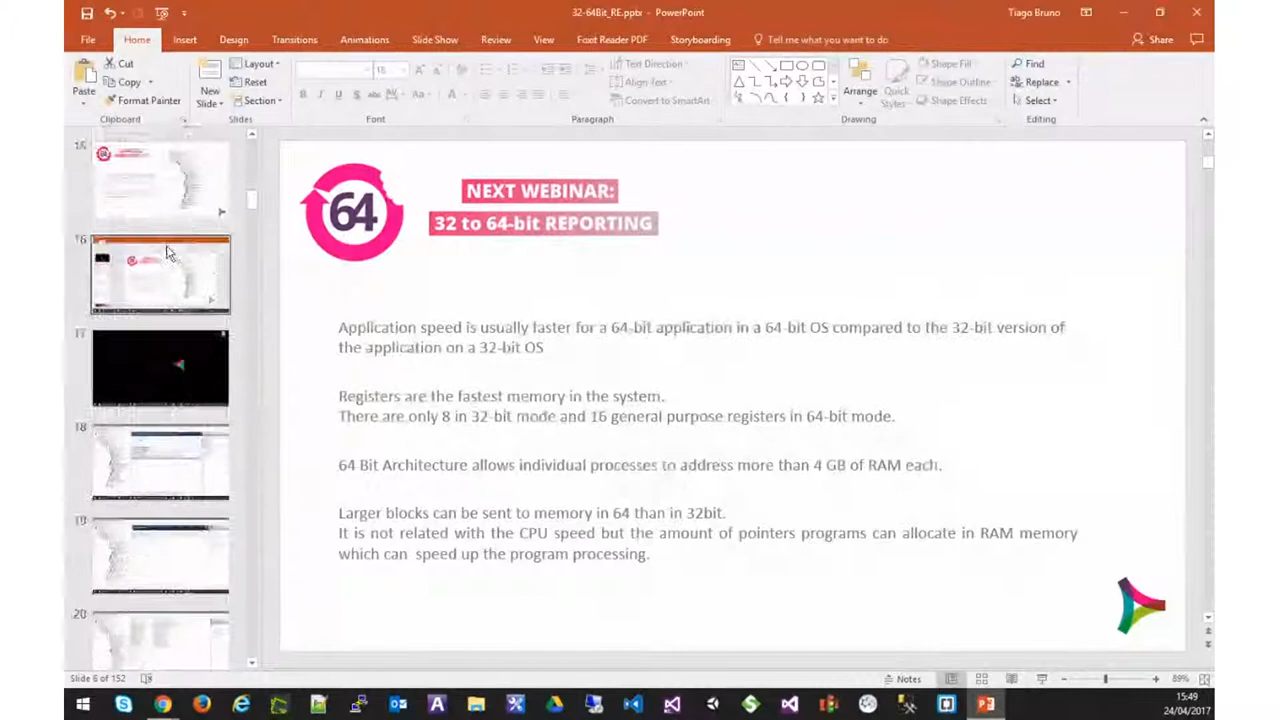 32-64Bit_RE.pptx - PowerPoint
Tiago Bruno
File Home Insert Design Transitions Animations Slide Show Review View Foxit Reader PDF Storyboarding Tell me what you want to do
Share
Paste
Cut
Copy
Format Painter
Clipboard
New
Slide
Layout
Reset
Section
Slides
18
Font
Text Direction
Align Text
Convert to SmartArt
Paragraph
Arrange
Quick
Styles
Shape Fill
Shape Outline
Shape Effects
Drawing
Find
Replace
Select
Editing
15
16
17
18
19
20
64
NEXT WEBINAR:
32 to 64-bit REPORTING
Application speed is usually faster for a 64-bit application in a 64-bit OS compared to the 32-bit version of
the application on a 32-bit OS
Registers are the fastest memory in the system.
There are only 8 in 32-bit mode and 16 general purpose registers in 64-bit mode.
64 Bit Architecture allows individual processes to address more than 4 GB of RAM each.
Larger blocks can be sent to memory in 64 than in 32bit.
It is not related with the CPU speed but the amount of pointers programs can allocate in RAM memory
which can speed up the program processing.
Slide 6 of 152
Notes
89%
15:49
24/04/2017